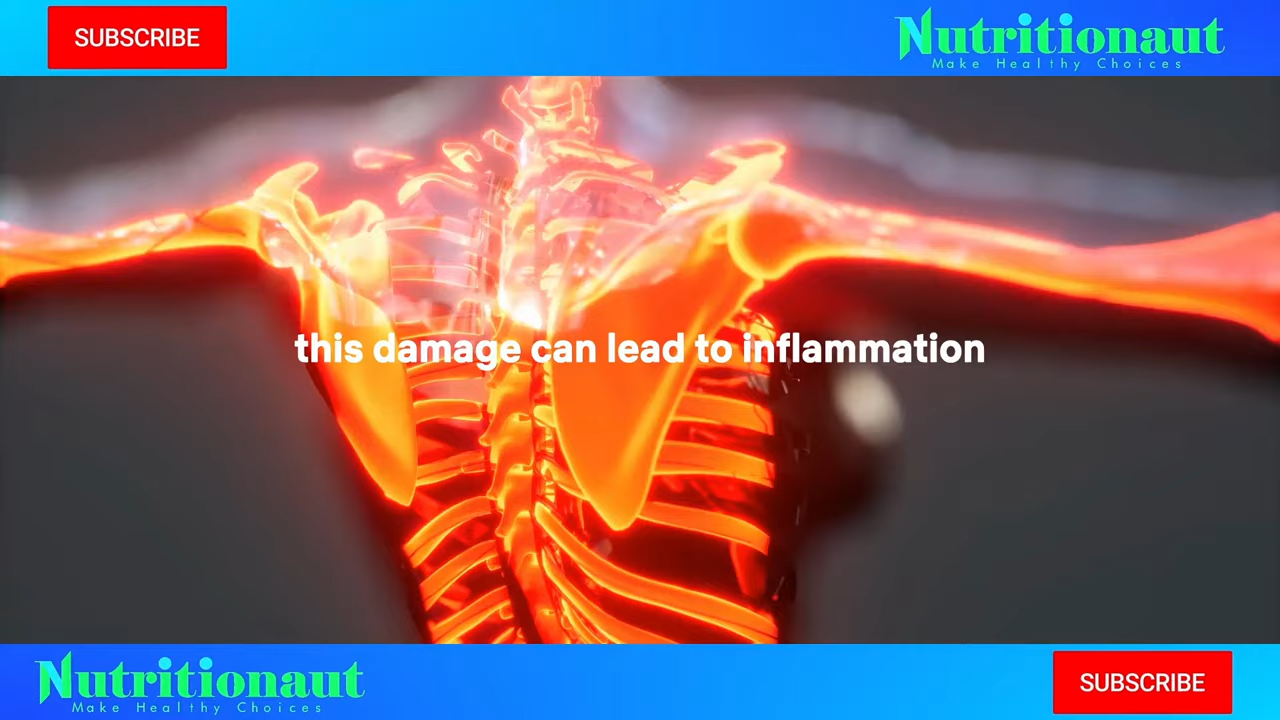 SUBSCRIBE
Nutritionaut
Make Healthy Choices
this damage can lead to inflammation
Nutritionaut
Make Healthy Choices
SUBSCRIBE